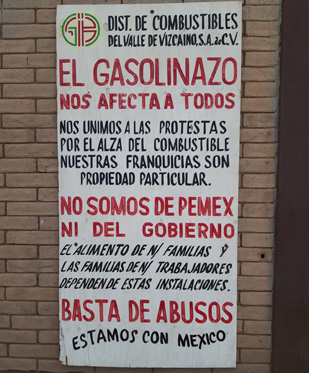 DIST. DE COMBUSTIBLES
DEL VALLE DE VIZCAINO, S.A. de C.V.
EL GASOLINAZO
NOS AFECTA A TODOS
NOS UNIMOS A LAS PROTESTAS
POR EL ALZA DEL COMBUSTIBLE
NUESTRAS FRANQUICIAS SON
PROPIEDAD PARTICULAR.
NO SOMOS DE PEMEX
NI DEL GOBIERNO
EL ALIMENTO DE N/ FAMILIAS Y
LAS FAMILIAS DE N/ TRABAJADORES
DEPENDEN DE ESTAS INSTALACIONES.
BASTA DE ABUSOS
ESTAMOS CON MEXICO